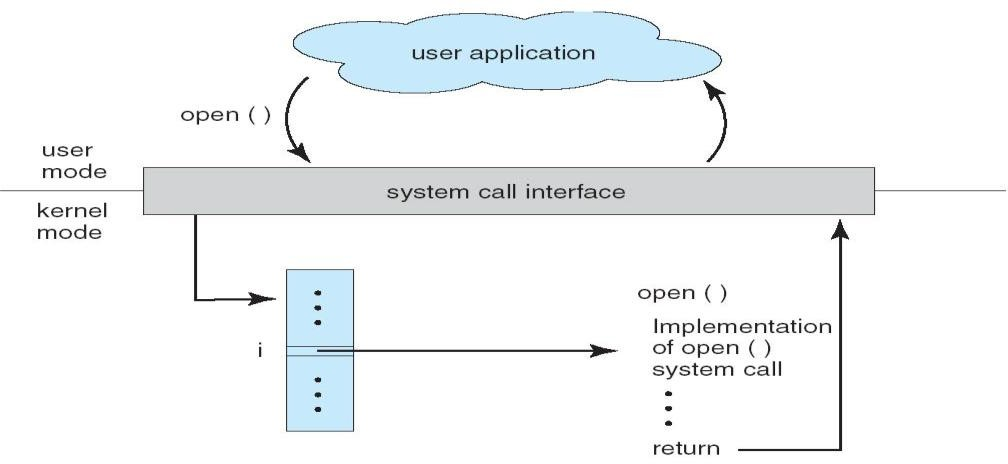 user application
open ( )
user
mode
system call interface
kernel
mode
open ( )
i
Implementation
of open ( )
system call
return